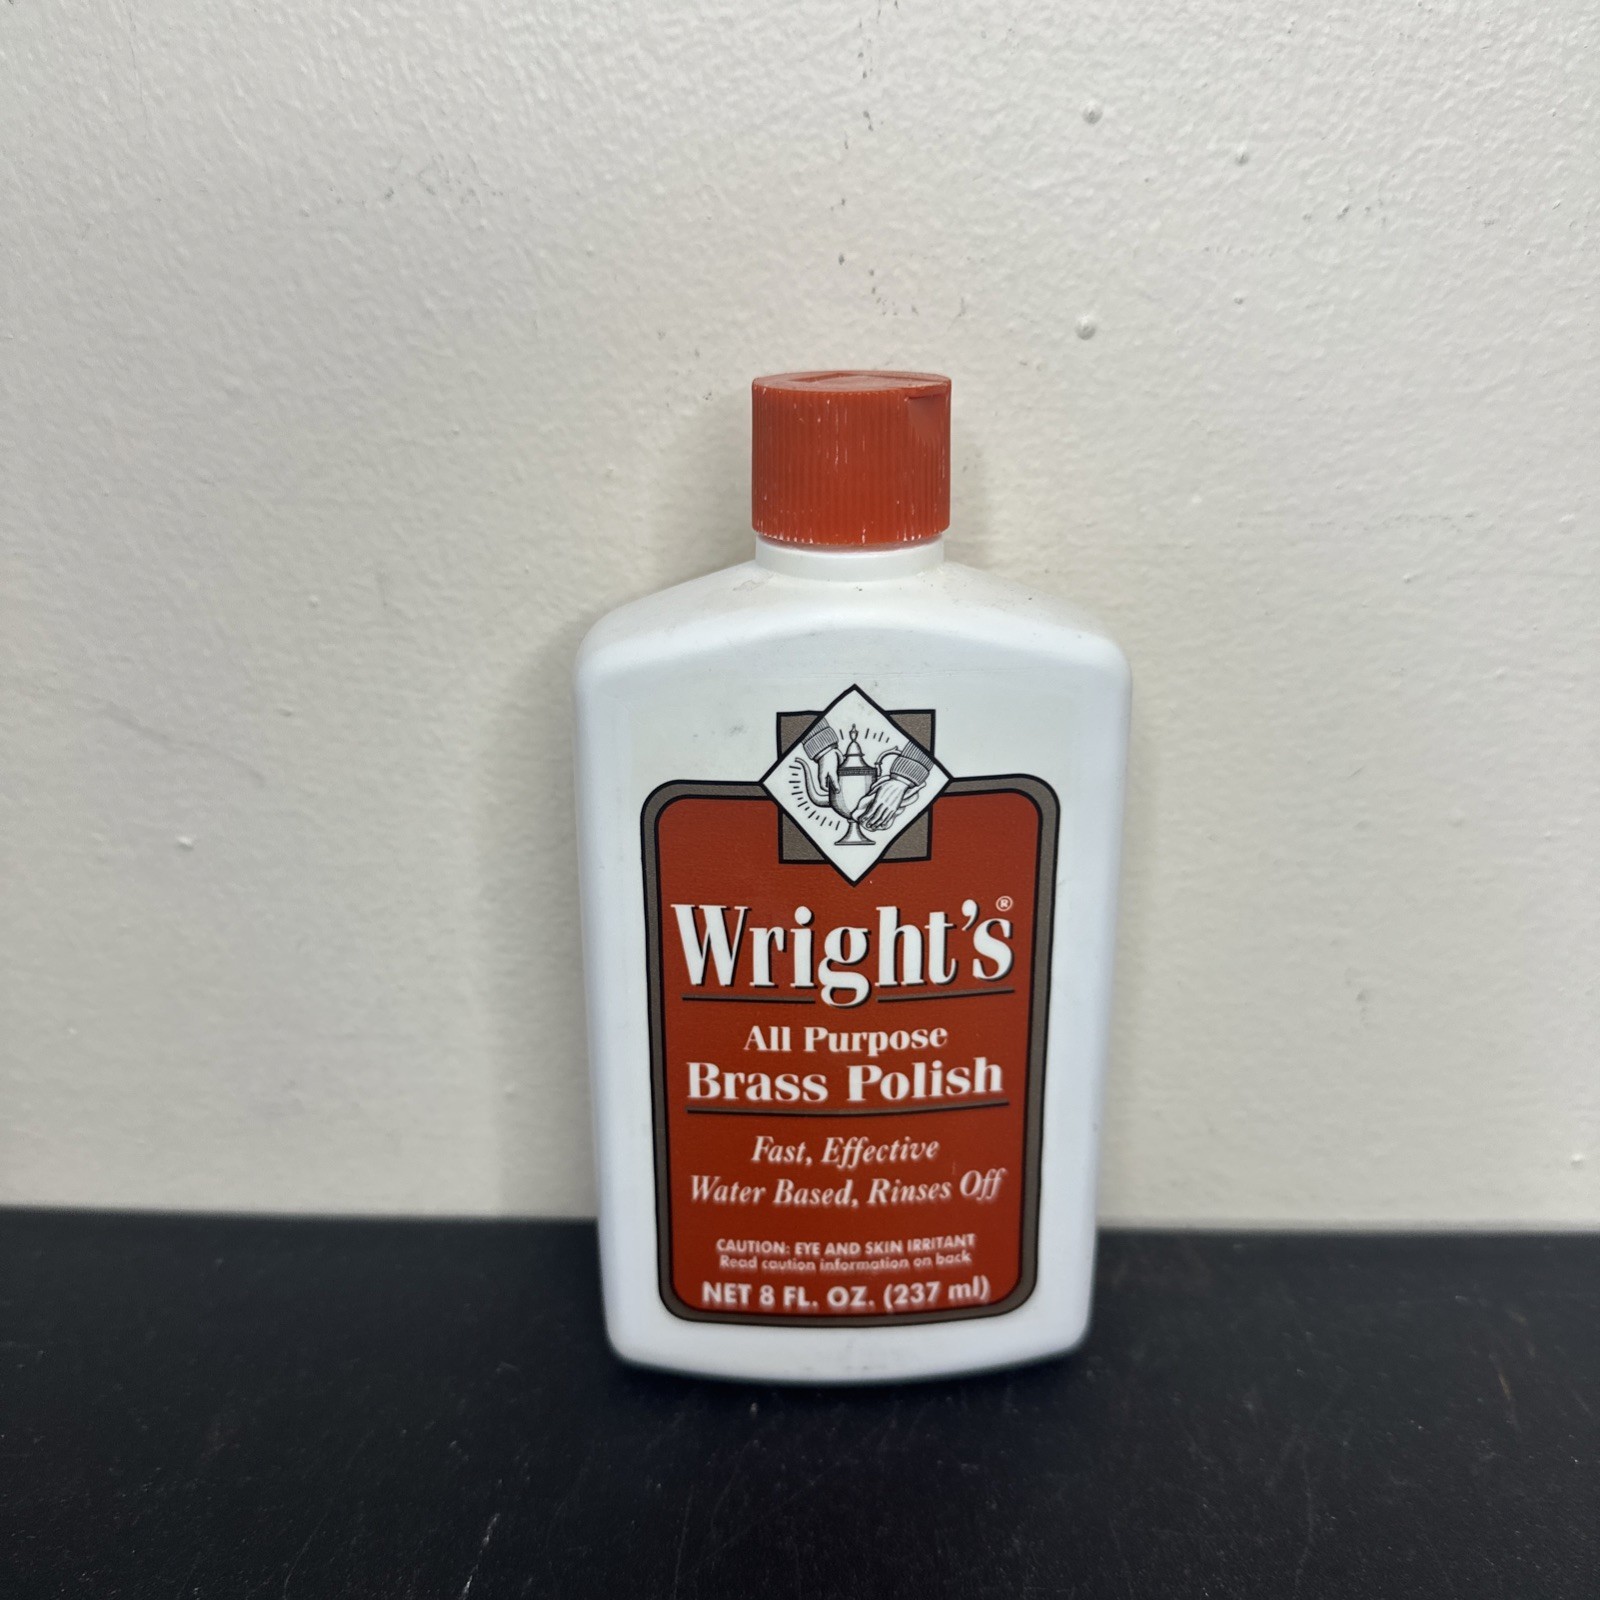 Wright's®
All Purpose
Brass Polish
Fast, Effective
Water Based, Rinses Off
CAUTION: EYE AND SKIN IRRITANT
Read caution information on back
NET 8 FL. OZ. (237 ml)